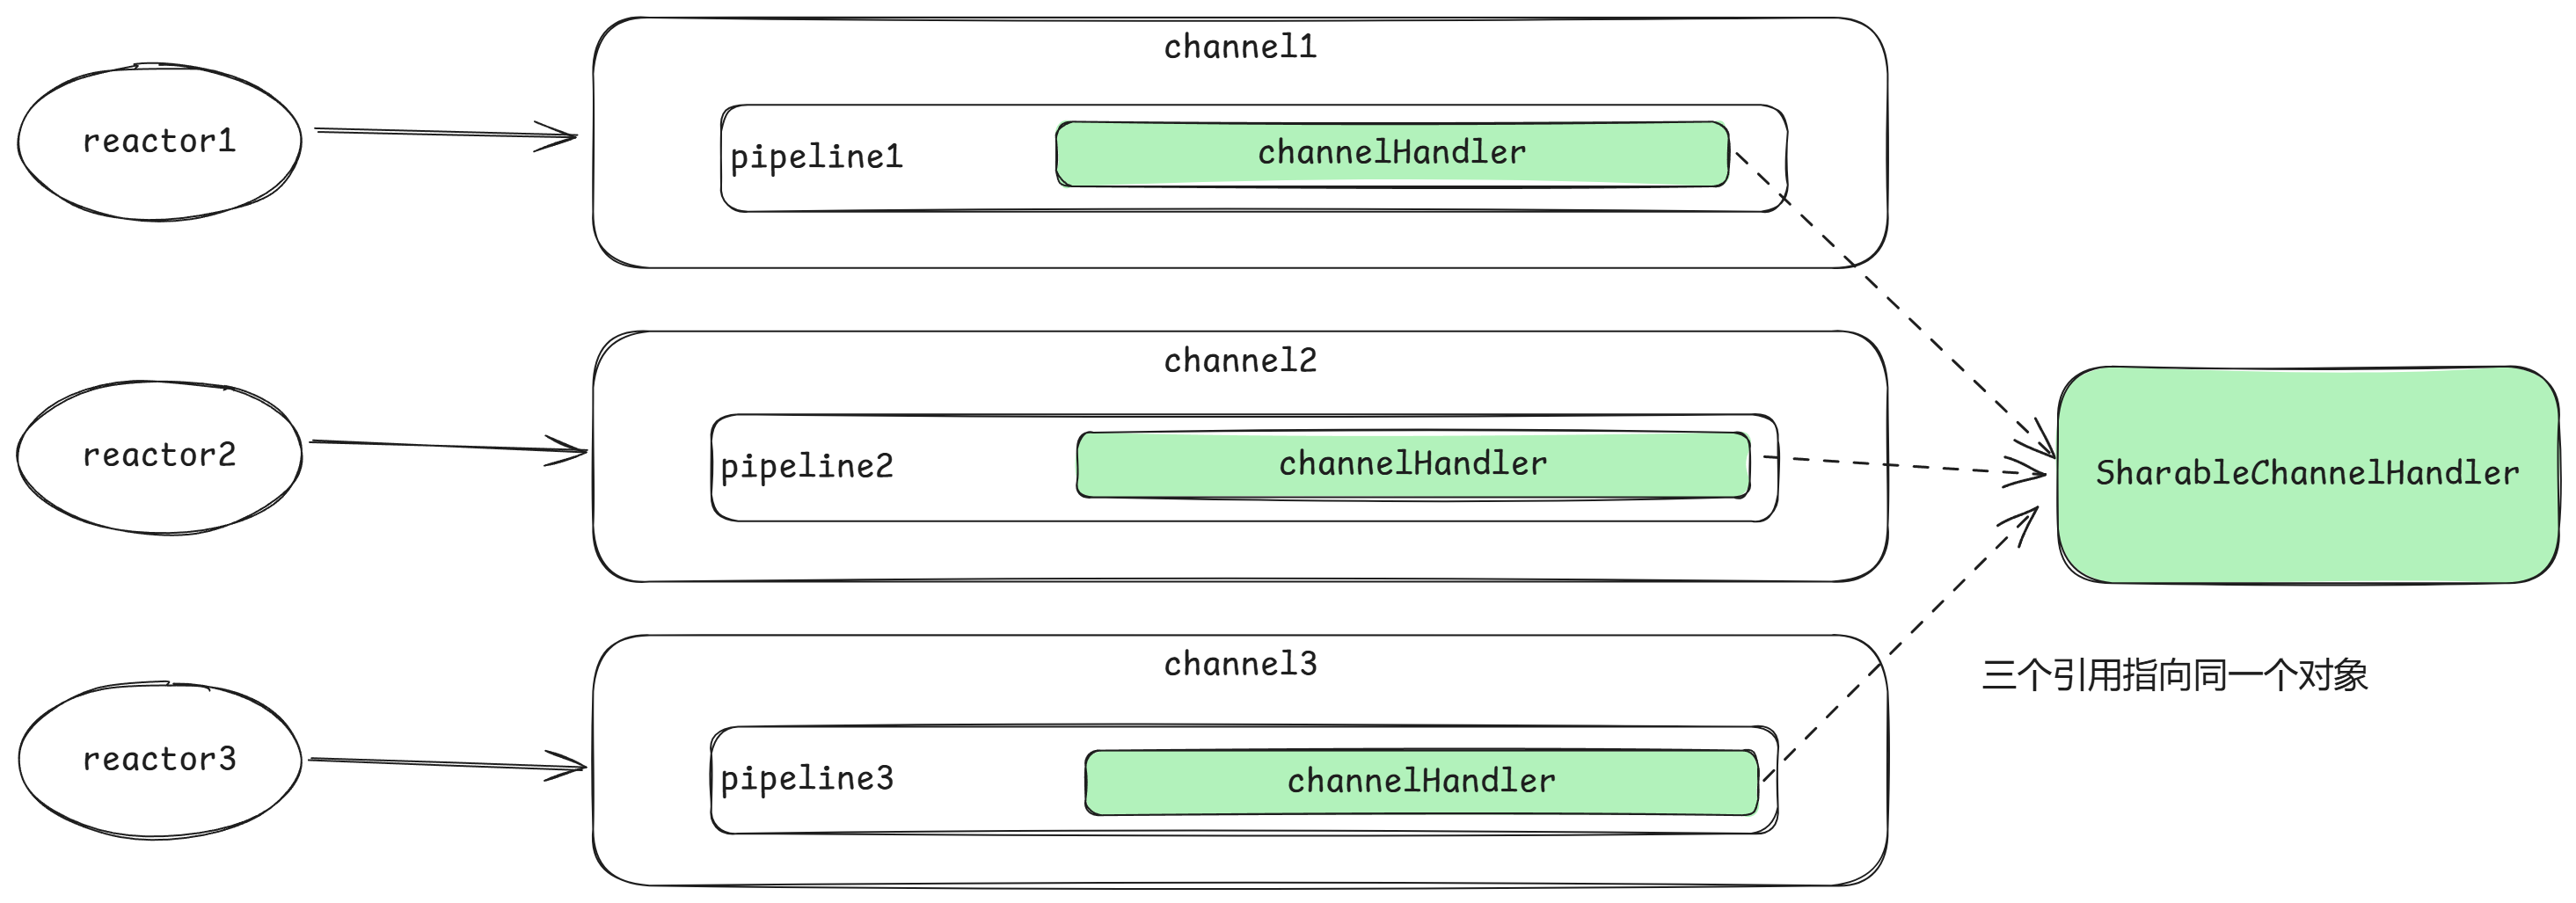 channel1
reactor1
pipeline1
channelHandler
channel2
reactor2
pipeline2
channelHandler
SharableChannelHandler
channel3
三个引用指向同一个对象
reactor3
pipeline3
channelHandler